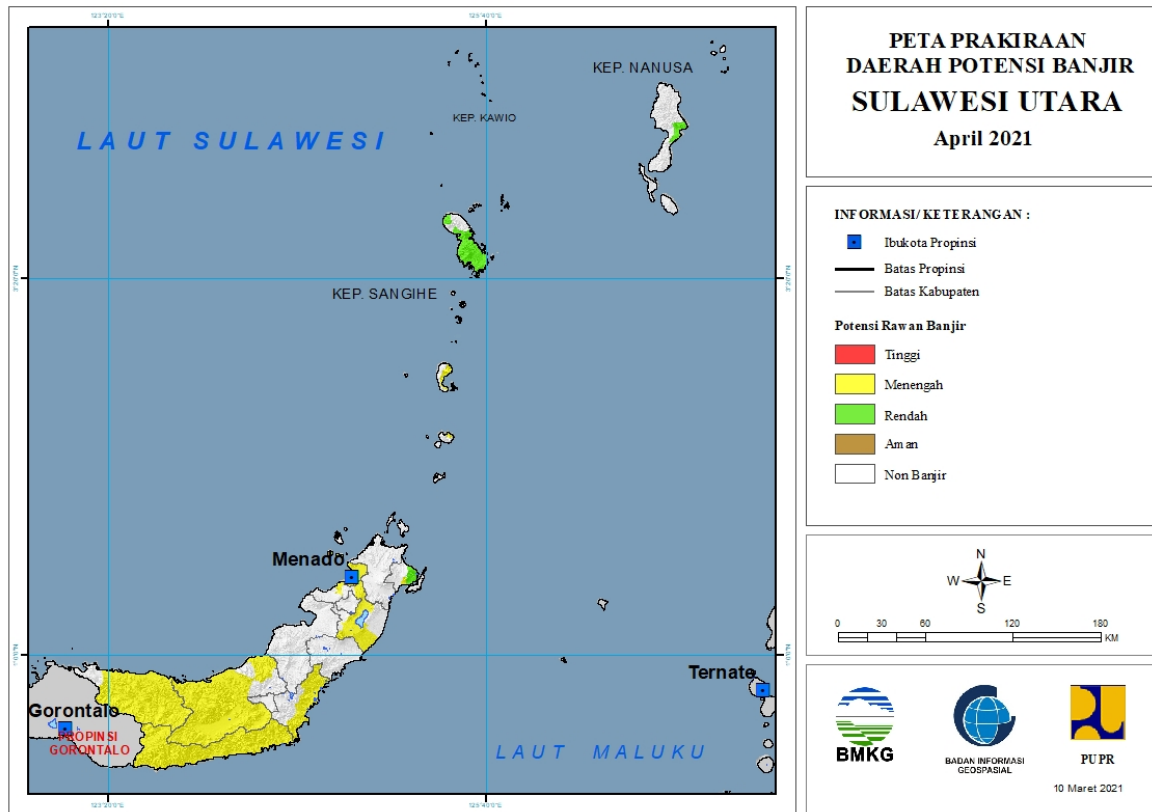 PETA PRAKIRAAN
DAERAH POTENSI BANJIR
SULAWESI UTARA
April 2021
INFORMASI/ KETERANGAN :
Ibukota Propinsi
Batas Propinsi
Batas Kabupaten
Potensi Rawan Banjir
Tinggi
Menengah
Rendah
Aman
Non Banjir
N
W E
S
0 30 60 120 180
KM
BMKG
BADAN INFORMASI
GEOSPASIAL
PUPR
10 Maret 2021
KEP. NANUSA
KEP. KAWIO
LAUT SULAWESI
KEP. SANGIHE
Menado
Ternate
Gorontalo
PROPINSI
GORONTALO
LAUT MALUKU